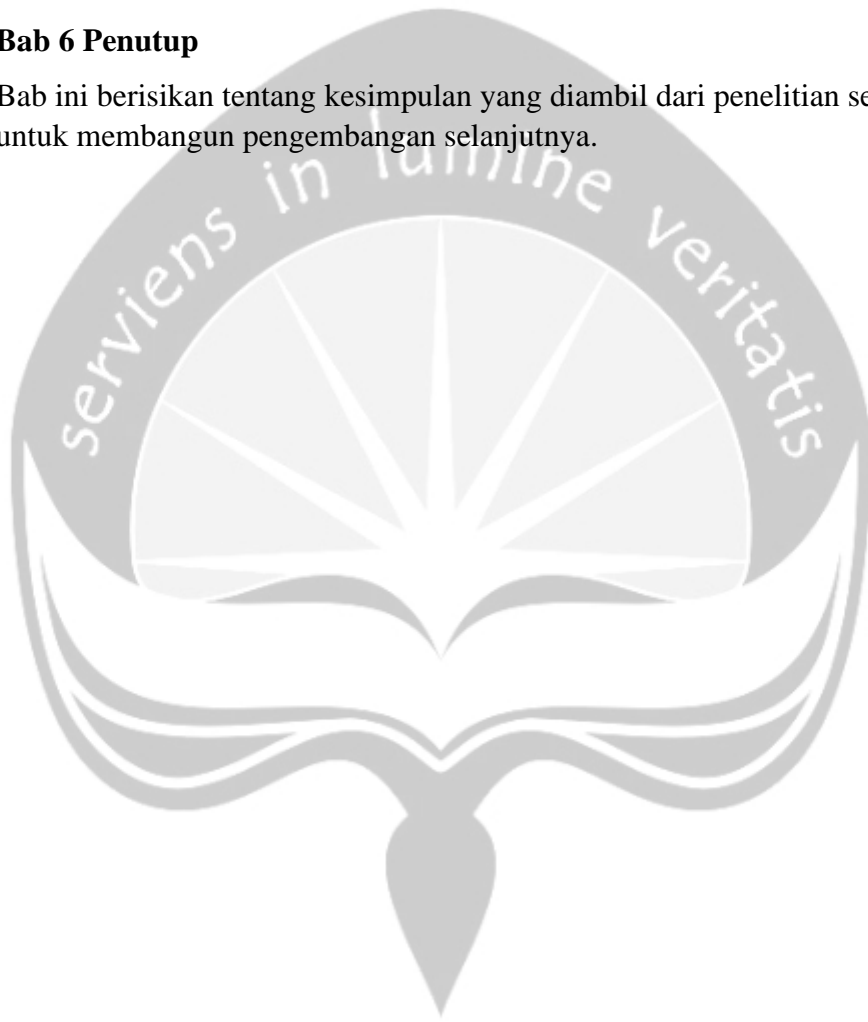 Bab 6 Penutup
Bab ini berisikan tentang kesimpulan yang diambil dari penelitian
untuk membangun pengembangan selanjutnya.
serviens in lumine veritatis